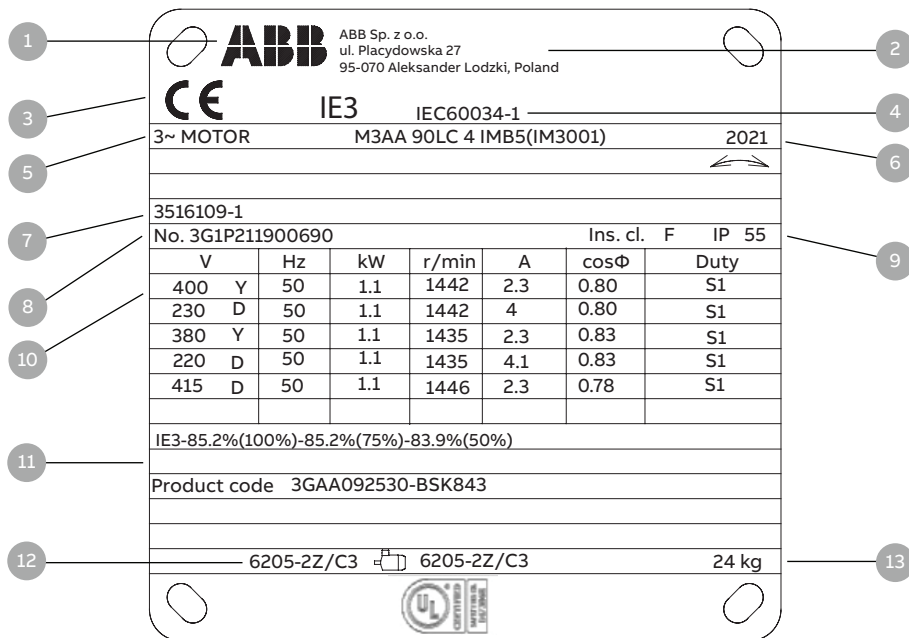 1
ABB
ABB Sp. z o.o.
ul. Placydowska 27
95-070 Aleksander Lodzki, Poland
2
3
CE
IE3
IEC60034-1
4
5
3~ MOTOR M3AA 90LC 4 IMB5(IM3001) 2021
6
7
3516109-1
8
No. 3G1P211900690 Ins. cl. F IP 55
9
V Hz kW r/min A cosΦ Duty
10
400 Y 50 1.1 1442 2.3 0.80 S1
230 D 50 1.1 1442 4 0.80 S1
380 Y 50 1.1 1435 2.3 0.83 S1
220 D 50 1.1 1435 4.1 0.83 S1
415 D 50 1.1 1446 2.3 0.78 S1
IE3-85.2%(100%)-85.2%(75%)-83.9%(50%)
11
Product code 3GAA092530-BSK843
12
6205-2Z/C3 6205-2Z/C3 24 kg
13
UL
CERTIFIED